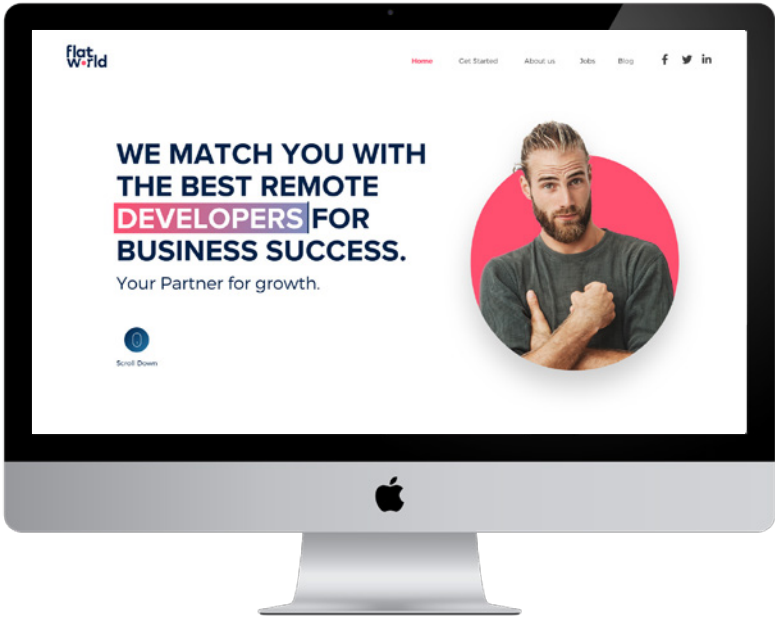 flat
world
Home Get Started About us Jobs Blog
WE MATCH YOU WITH
THE BEST REMOTE
DEVELOPERS FOR
BUSINESS SUCCESS.
Your Partner for growth.
Scroll Down